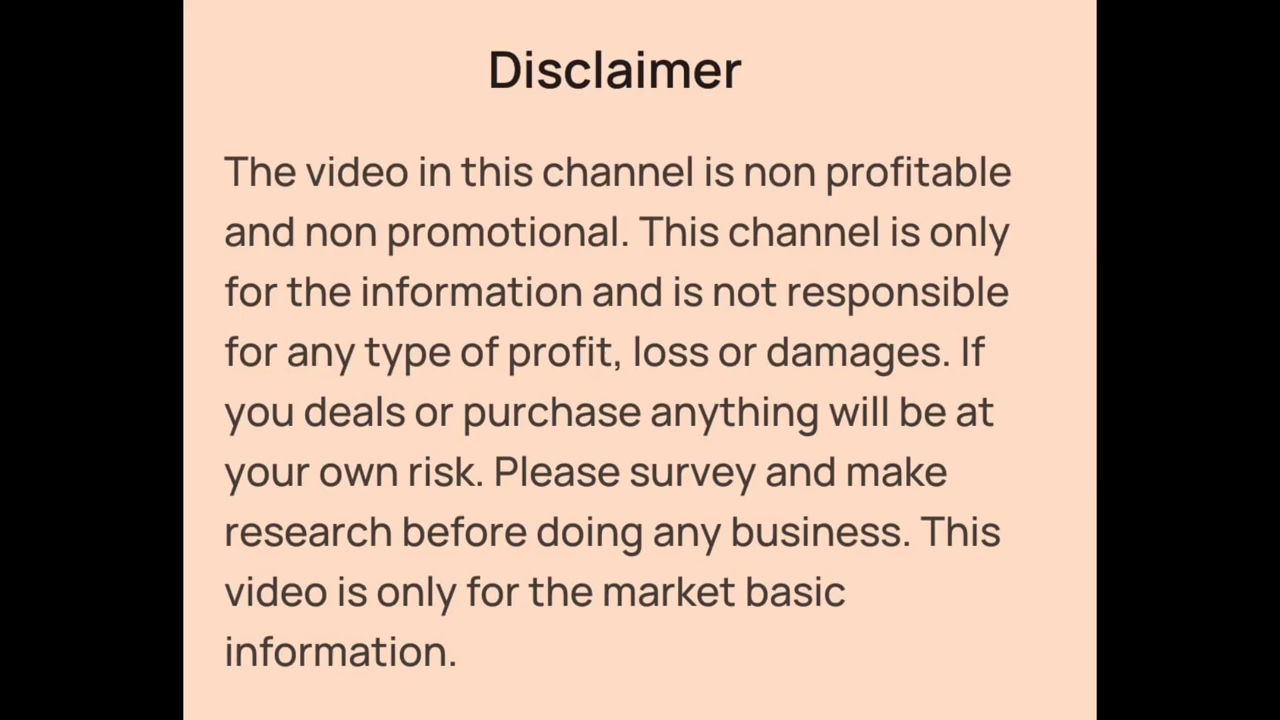 Disclaimer
The video in this channel is non profitable
and non promotional. This channel is only
for the information and is not responsible
for any type of profit, loss or damages. If
you deals or purchase anything will be at
your own risk. Please survey and make
research before doing any business. This
video is only for the market basic
information.